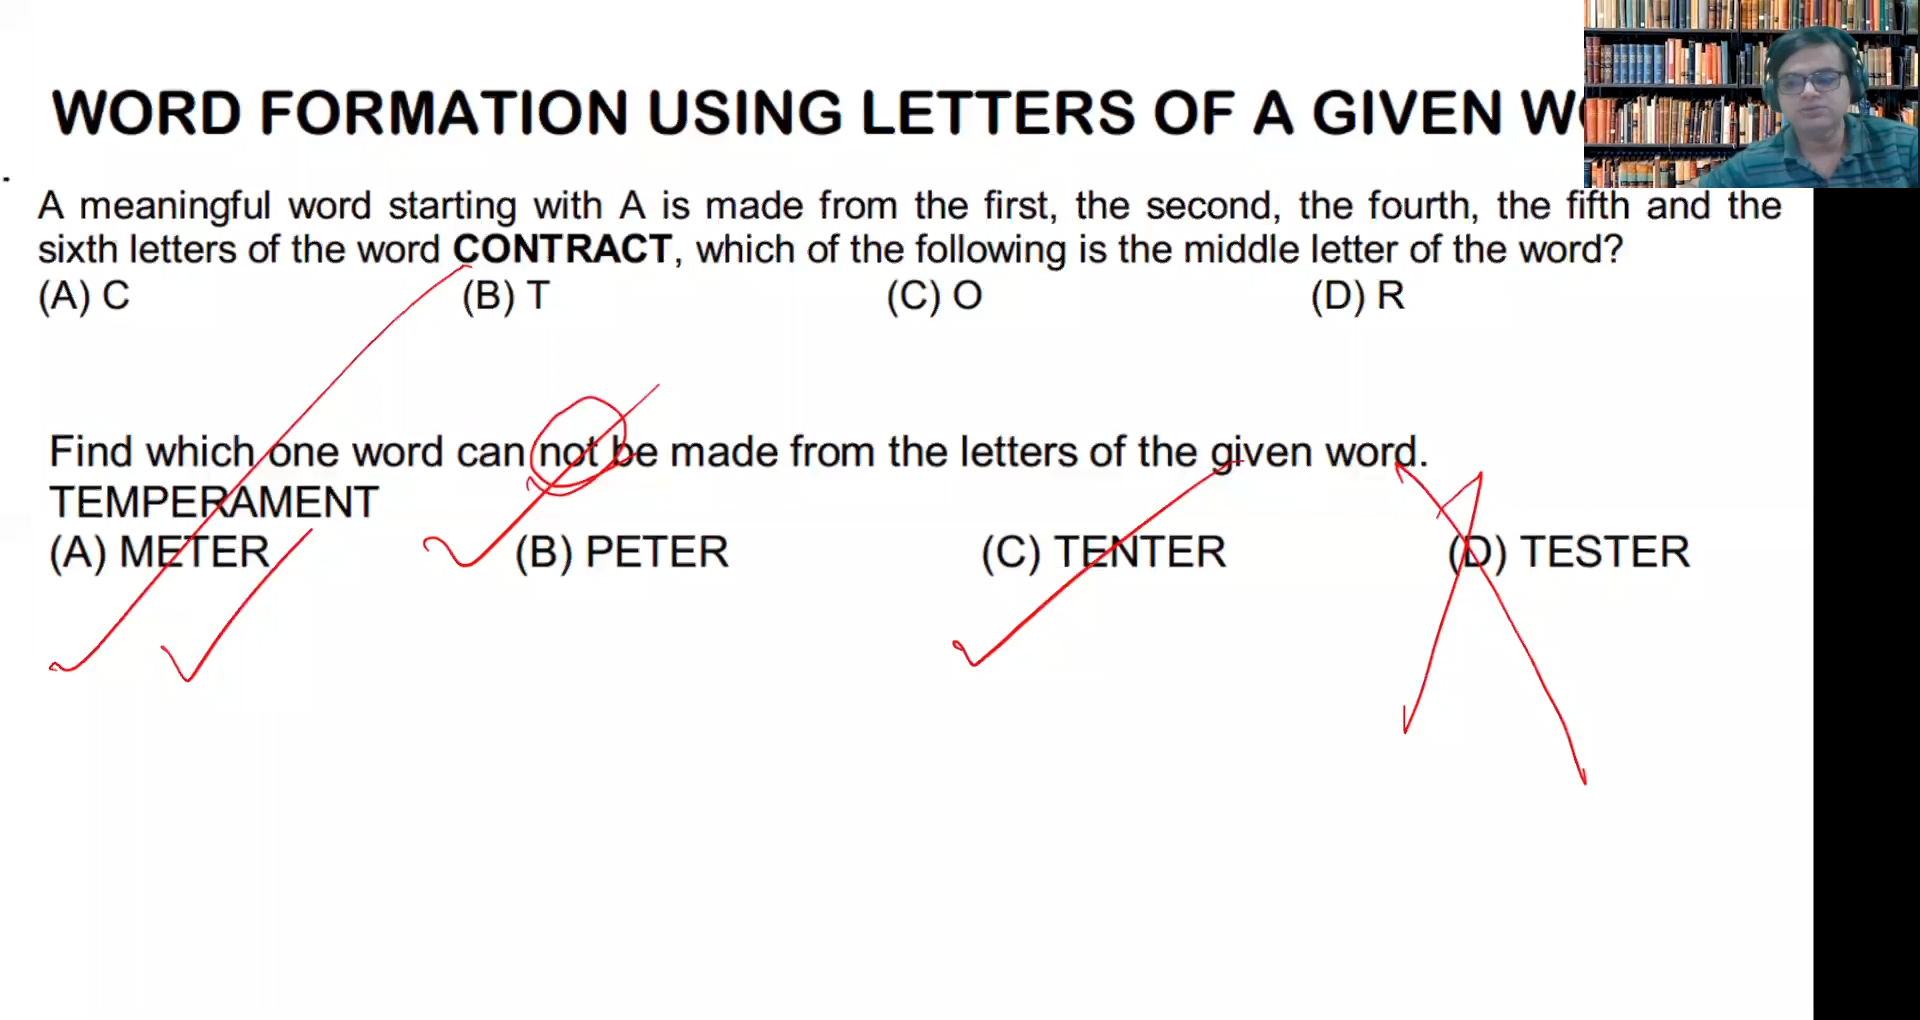 WORD FORMATION USING LETTERS OF A GIVEN
A meaningful word starting with A is made from the first, the second, the fourth, the fifth and the
sixth letters of the word CONTRACT, which of the following is the middle letter of the word?
(A) C (B) T (C) O (D) R
Find which one word can not be made from the letters of the given word.
TEMPERAMENT
(A) METER (B) PETER (C) TENTER (D) TESTER